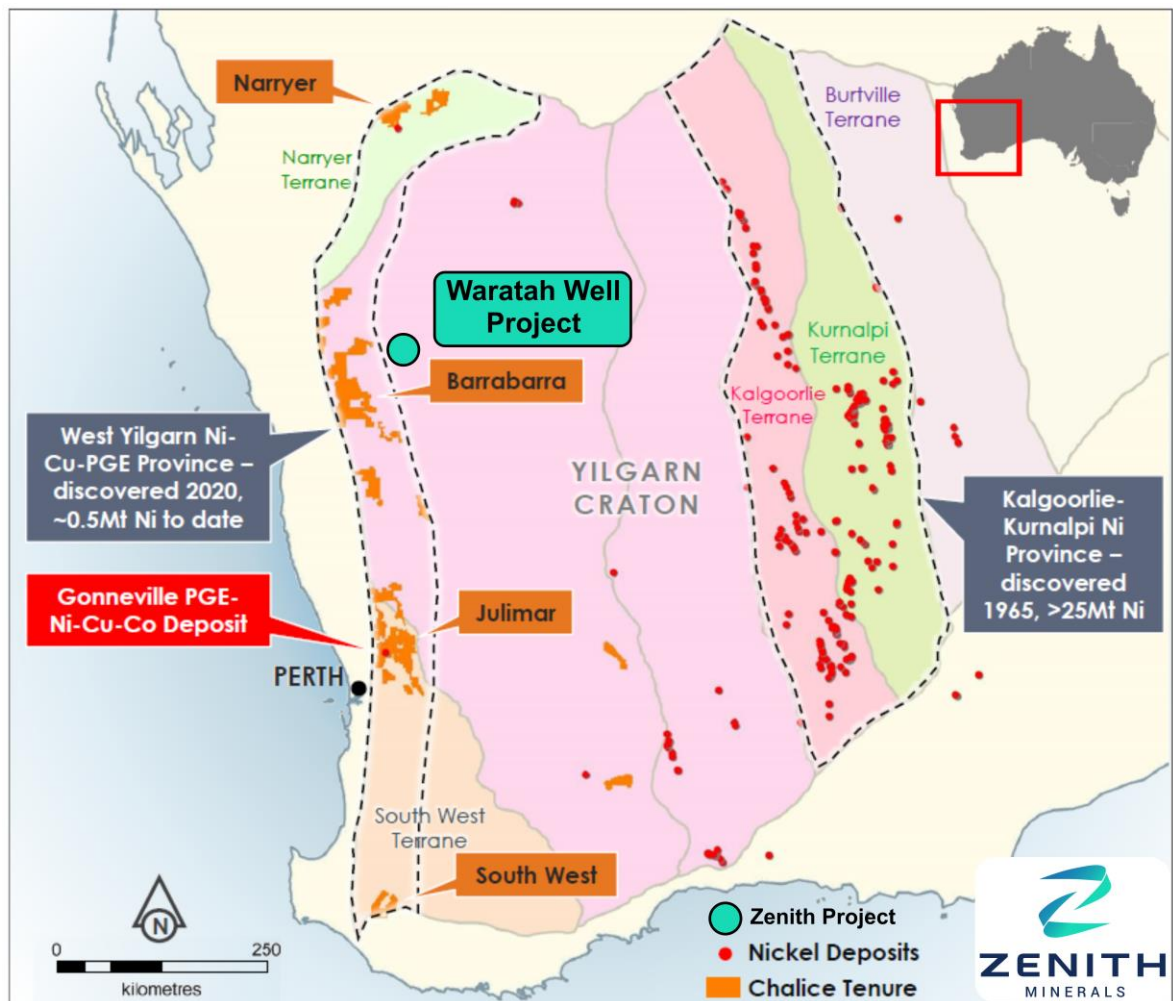 Narryer
Narryer
Terrane
Burtville
Terrane
Waratah Well
Project
Kurnalpi
Terrane
Barrabarra
Kalgoorlie
Terrane
West Yilgarn Ni-
Cu-PGE Province –
discovered 2020,
~0.5Mt Ni to date
YILGARN
CRATON
Kalgoorlie-
Kurnalpi Ni
Province –
discovered
1965, >25Mt Ni
Gonneville PGE-
Ni-Cu-Co Deposit
Julimar
PERTH
South West
Terrane
South West
N
0 250
kilometres
Zenith Project
Nickel Deposits
Chalice Tenure
ZENITH
MINERALS